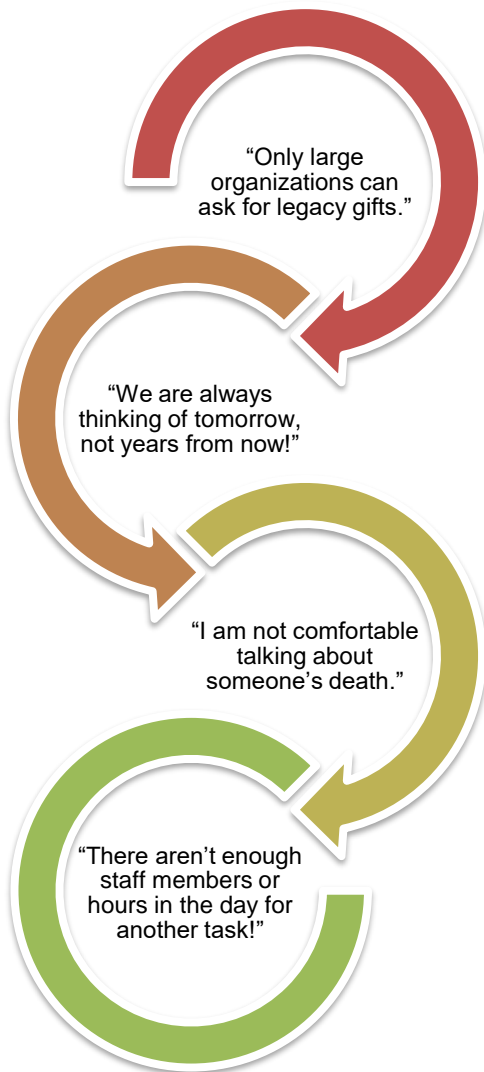 “Only large
organizations can
ask for legacy gifts.”
“We are always
thinking of tomorrow,
not years from now!”
“I am not comfortable
talking about
someone’s death.”
“There aren’t enough
staff members or
hours in the day for
another task!”